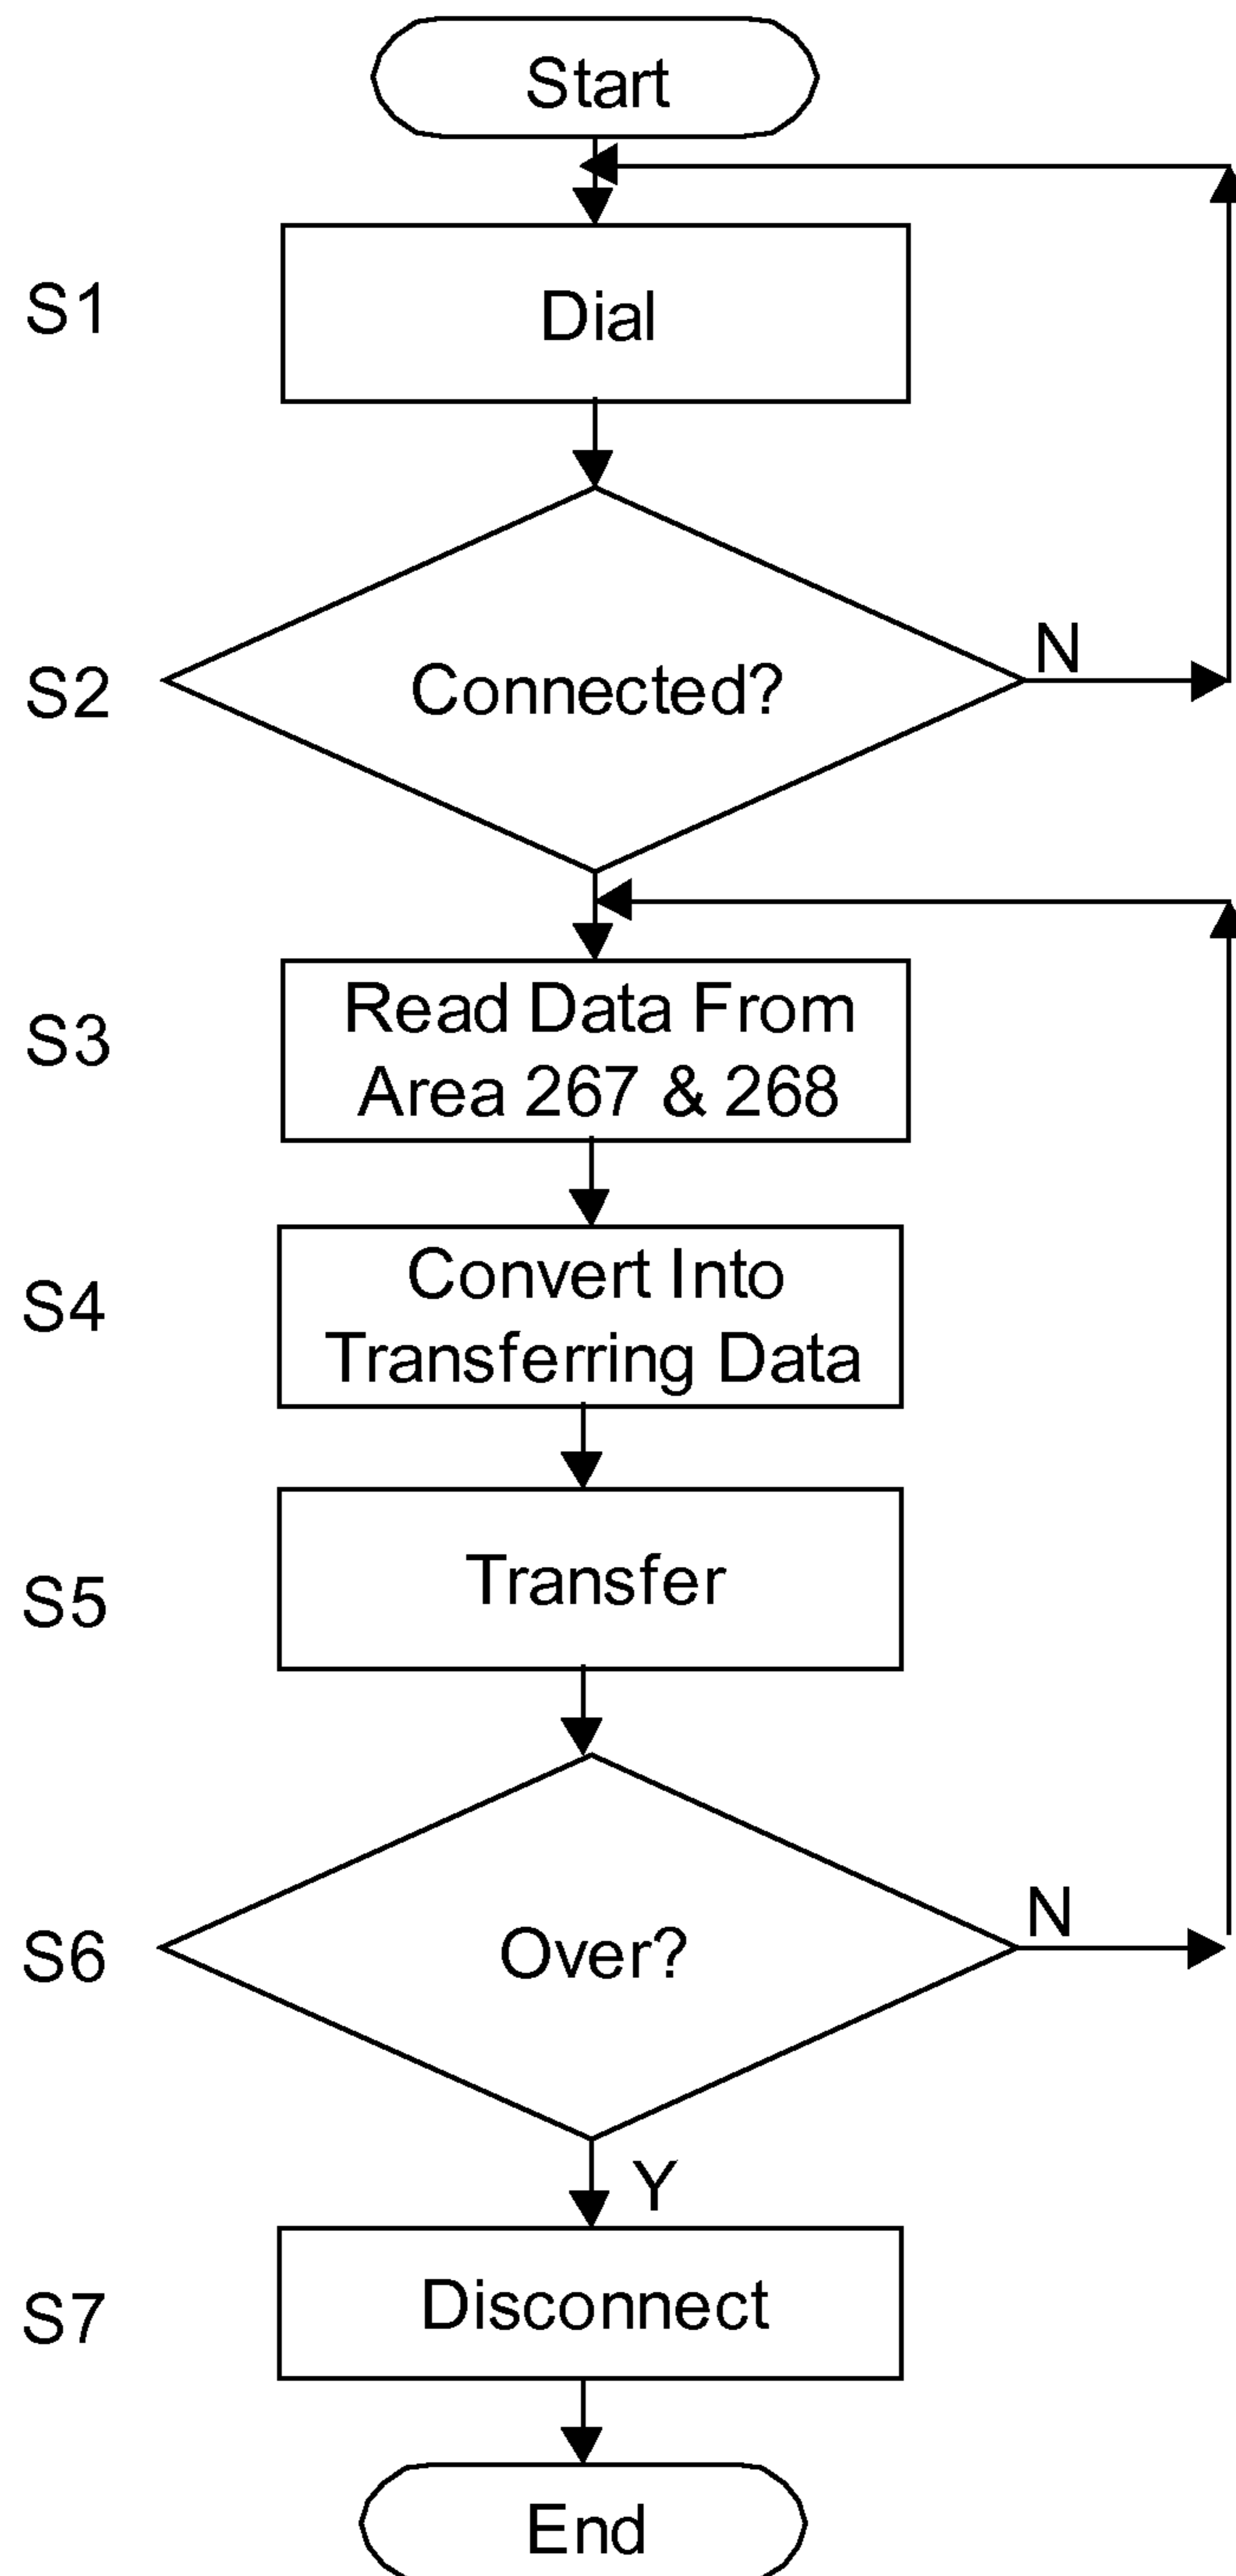 Start
S1
Dial
S2
Connected?
N
S3
Read Data From
Area 267 & 268
S4
Convert Into
Transferring Data
S5
Transfer
S6
Over?
N
Y
S7
Disconnect
End